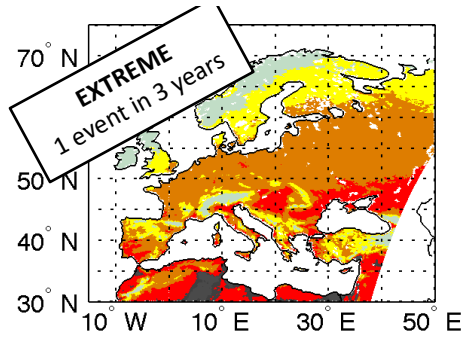 EXTREME
1 event in 3 years
70° N
50° N
40° N
30° N
10° W 10° E 30° E 50° E